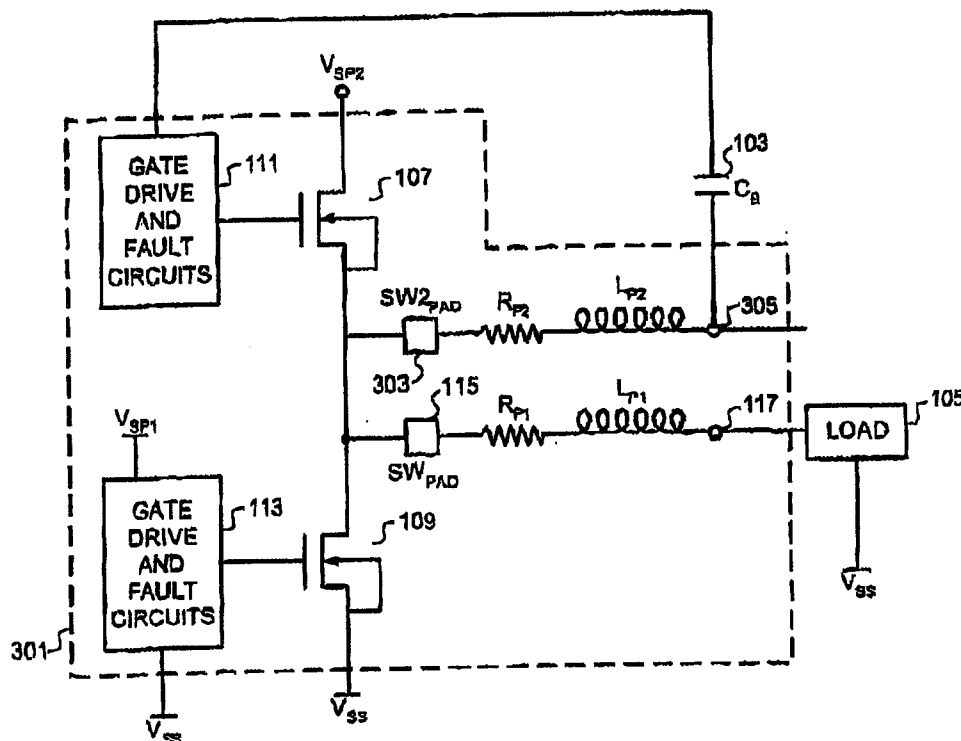 V_SP2
GATE
DRIVE
AND
FAULT
CIRCUITS
111
107
103
C_B
SW2_PAD
303
R_P2
L_P2
305
115
SW_PAD
R_P1
L_P1
117
105
LOAD
V_SS
V_SP1
GATE
DRIVE
AND
FAULT
CIRCUITS
113
109
301
V_SS
V_SS